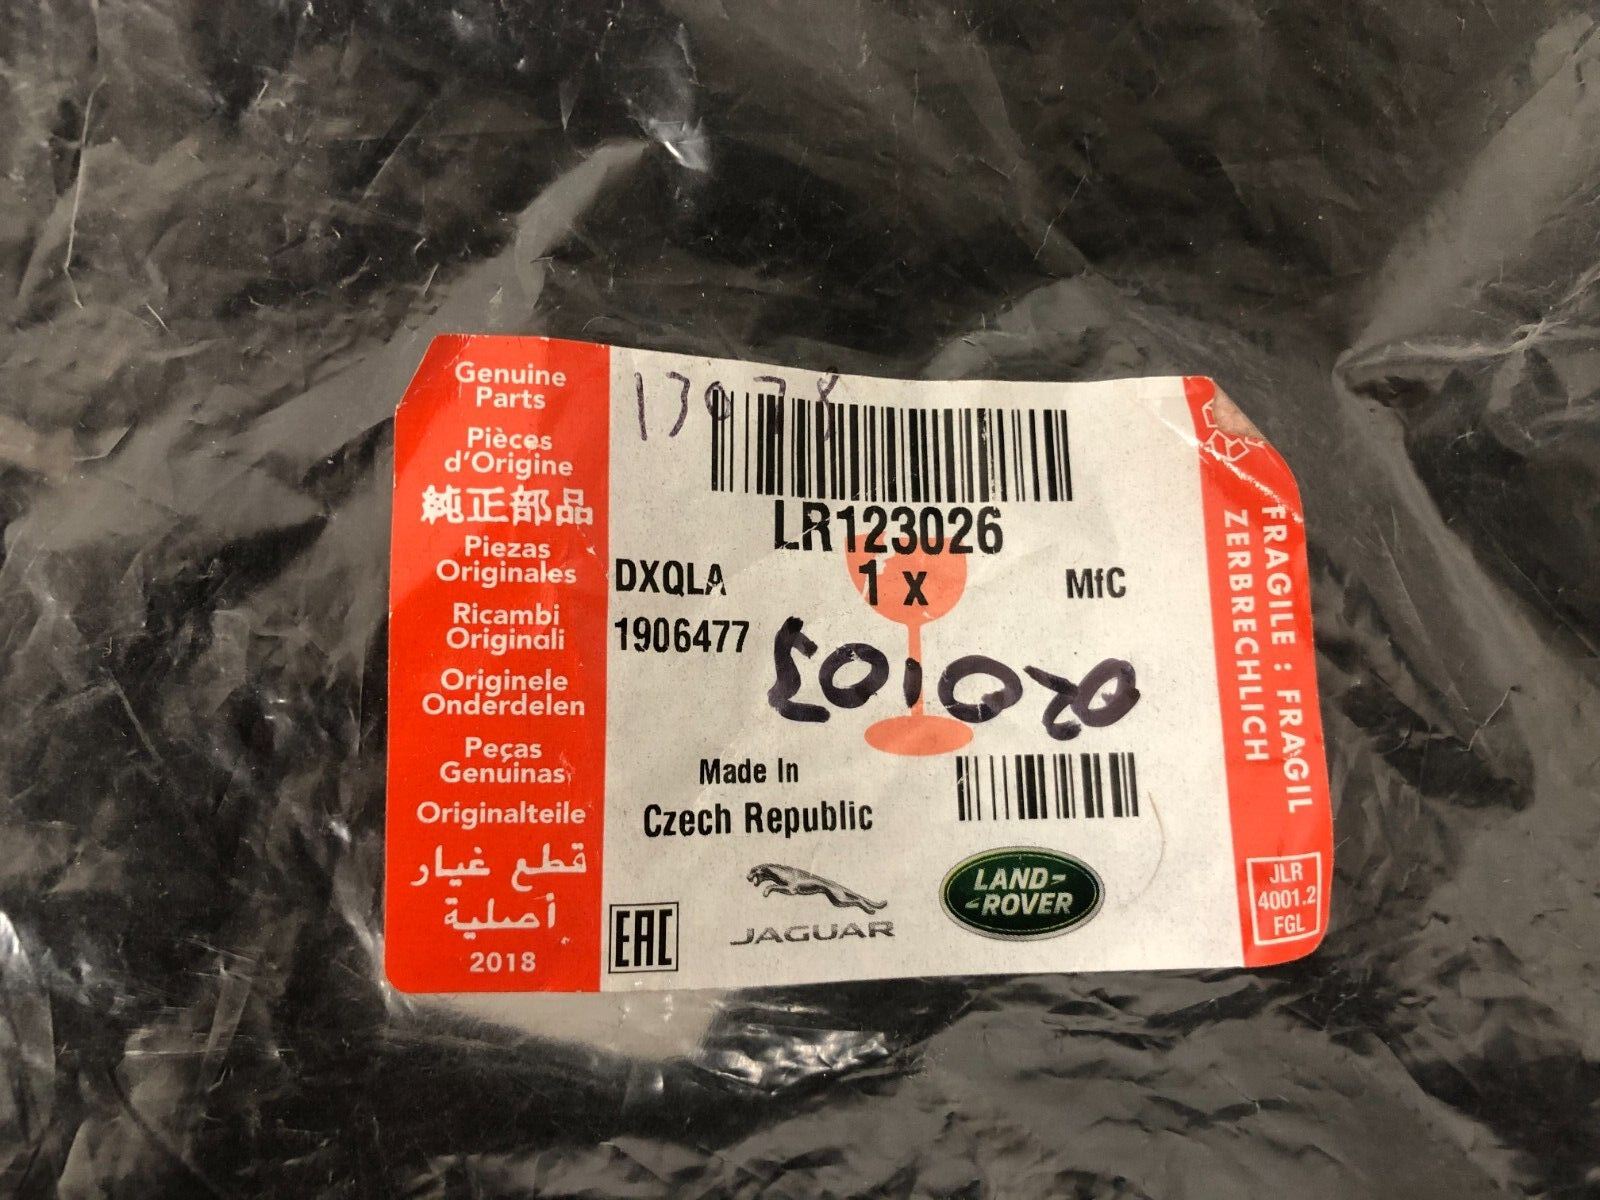 Genuine
Parts
Pièces
d'Origine
純正部品
Piezas
Originales
Ricambi
Originali
Originele
Onderdelen
Peças
Genuinas
Originalteile
قطع غيار
أصلية
2018
13078
LR123026
DXQLA
1 x
MfC
1906477
Made In
Czech Republic
EAC
JAGUAR
LAND-
-ROVER
FRAGILE : FRAGIL
ZERBRECHLICH
JLR
4001.2
FGL